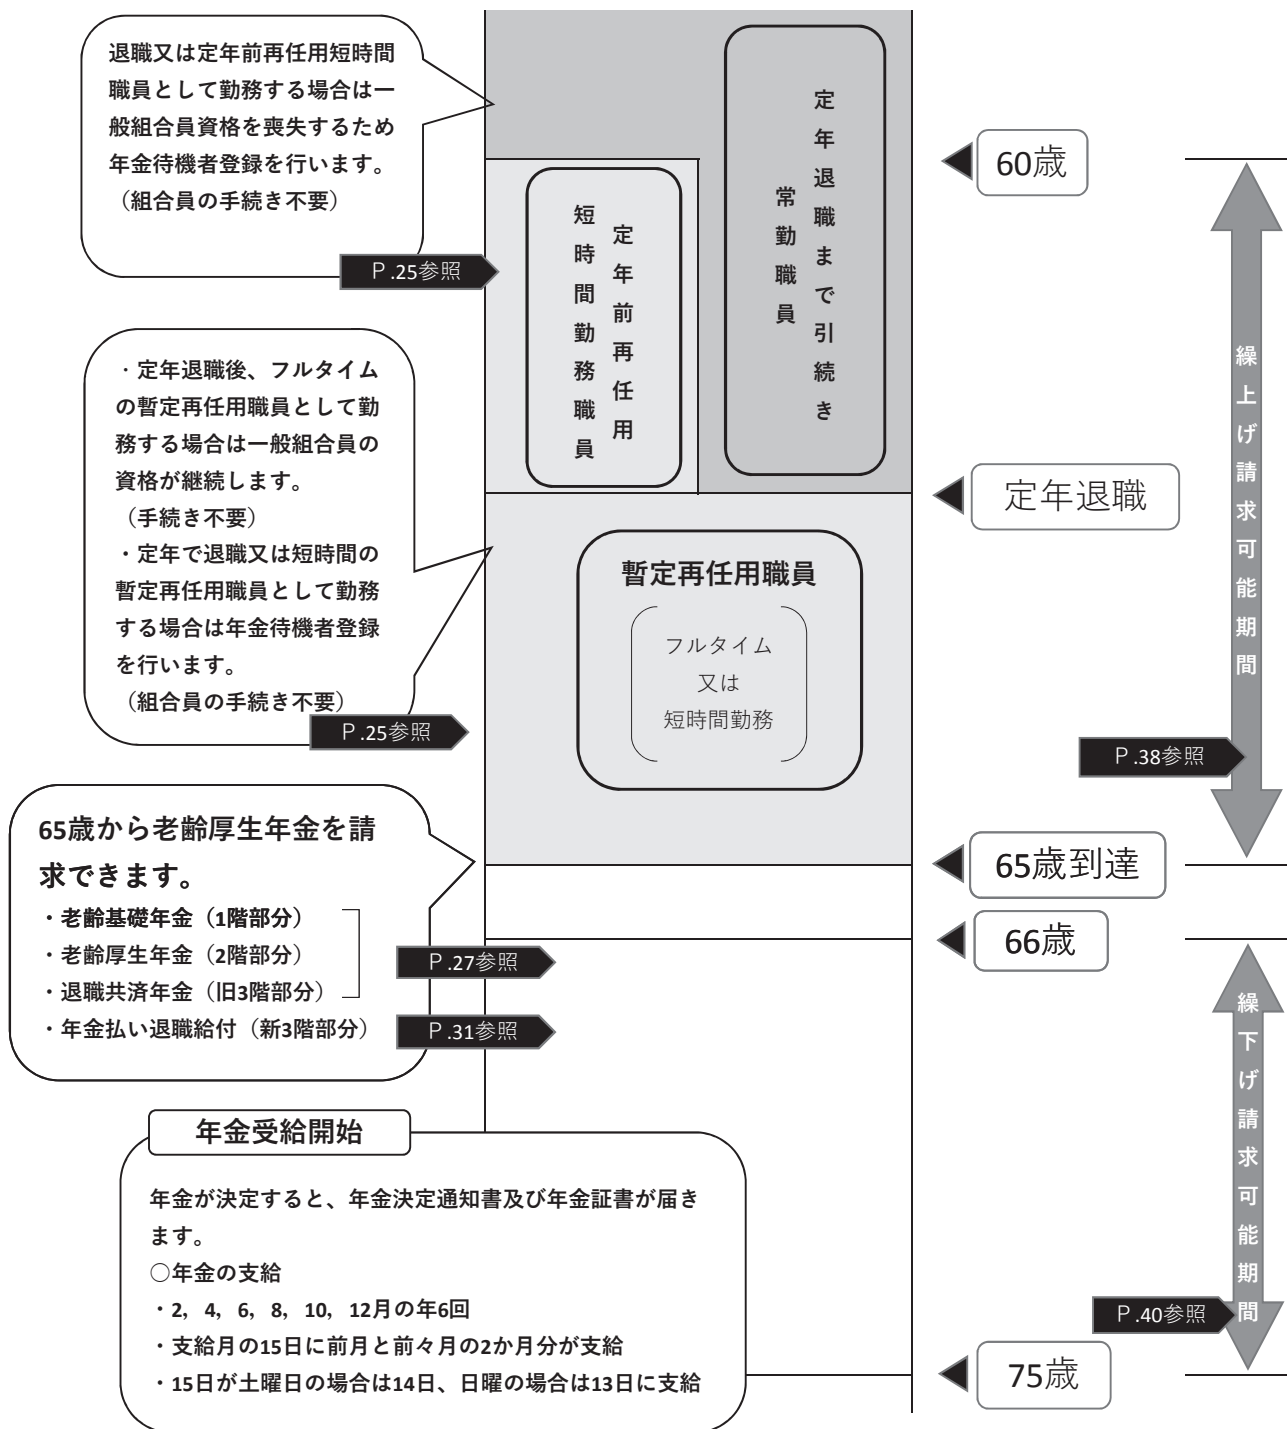 退職又は定年前再任用短時間
職員として勤務する場合は一
般組合員資格を喪失するため
年金待機者登録を行います。
（組合員の手続き不要）
P.25参照
定年前再任用
短時間勤務職員
定年退職まで引続き
常勤職員
60歳
繰上げ請求可能期間
・定年退職後、フルタイム
の暫定再任用職員として勤
務する場合は一般組合員の
資格が継続します。
（手続き不要）
・定年で退職又は短時間の
暫定再任用職員として勤務
する場合は年金待機者登録
を行います。
（組合員の手続き不要）
P.25参照
定年退職
暫定再任用職員
フルタイム
又は
短時間勤務
P.38参照
65歳から老齢厚生年金を請
求できます。
・老齢基礎年金（1階部分）
・老齢厚生年金（2階部分）
・退職共済年金（旧3階部分）
・年金払い退職給付（新3階部分）
P.27参照
P.31参照
65歳到達
66歳
繰下げ請求可能期間
年金受給開始
年金が決定すると、年金決定通知書及び年金証書が届き
ます。
○年金の支給
・2，4，6，8，10，12月の年6回
・支給月の15日に前月と前々月の2か月分が支給
・15日が土曜日の場合は14日、日曜の場合は13日に支給
P.40参照
75歳